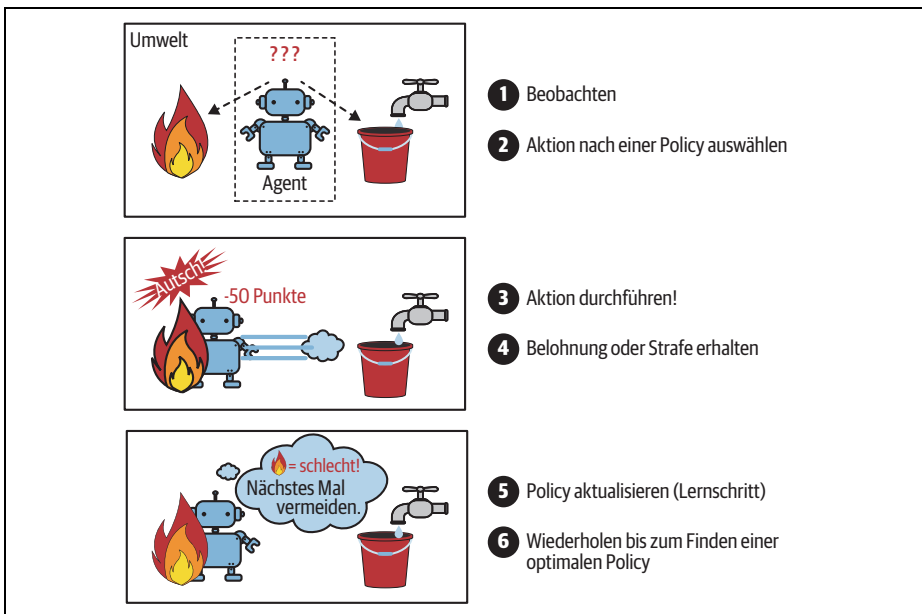 Umwelt
???
Agent
1 Beobachten
2 Aktion nach einer Policy auswählen
Autsch!
-50 Punkte
3 Aktion durchführen!
4 Belohnung oder Strafe erhalten
= schlecht!
Nächstes Mal
vermeiden.
5 Policy aktualisieren (Lernschritt)
6 Wiederholen bis zum Finden einer
optimalen Policy